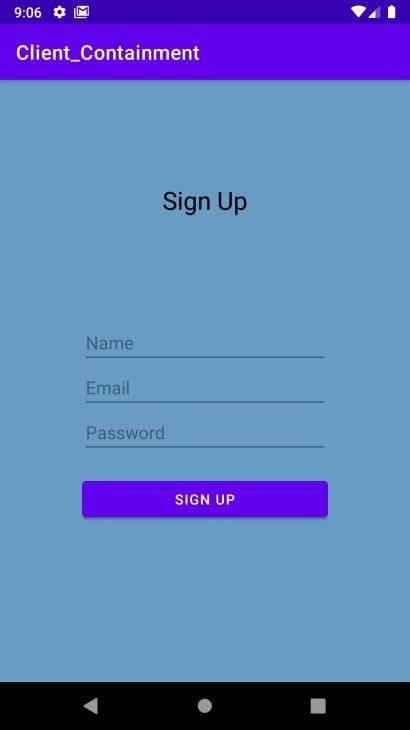 9:06
Client_Containment
Sign Up
Name
Email
Password
SIGN UP